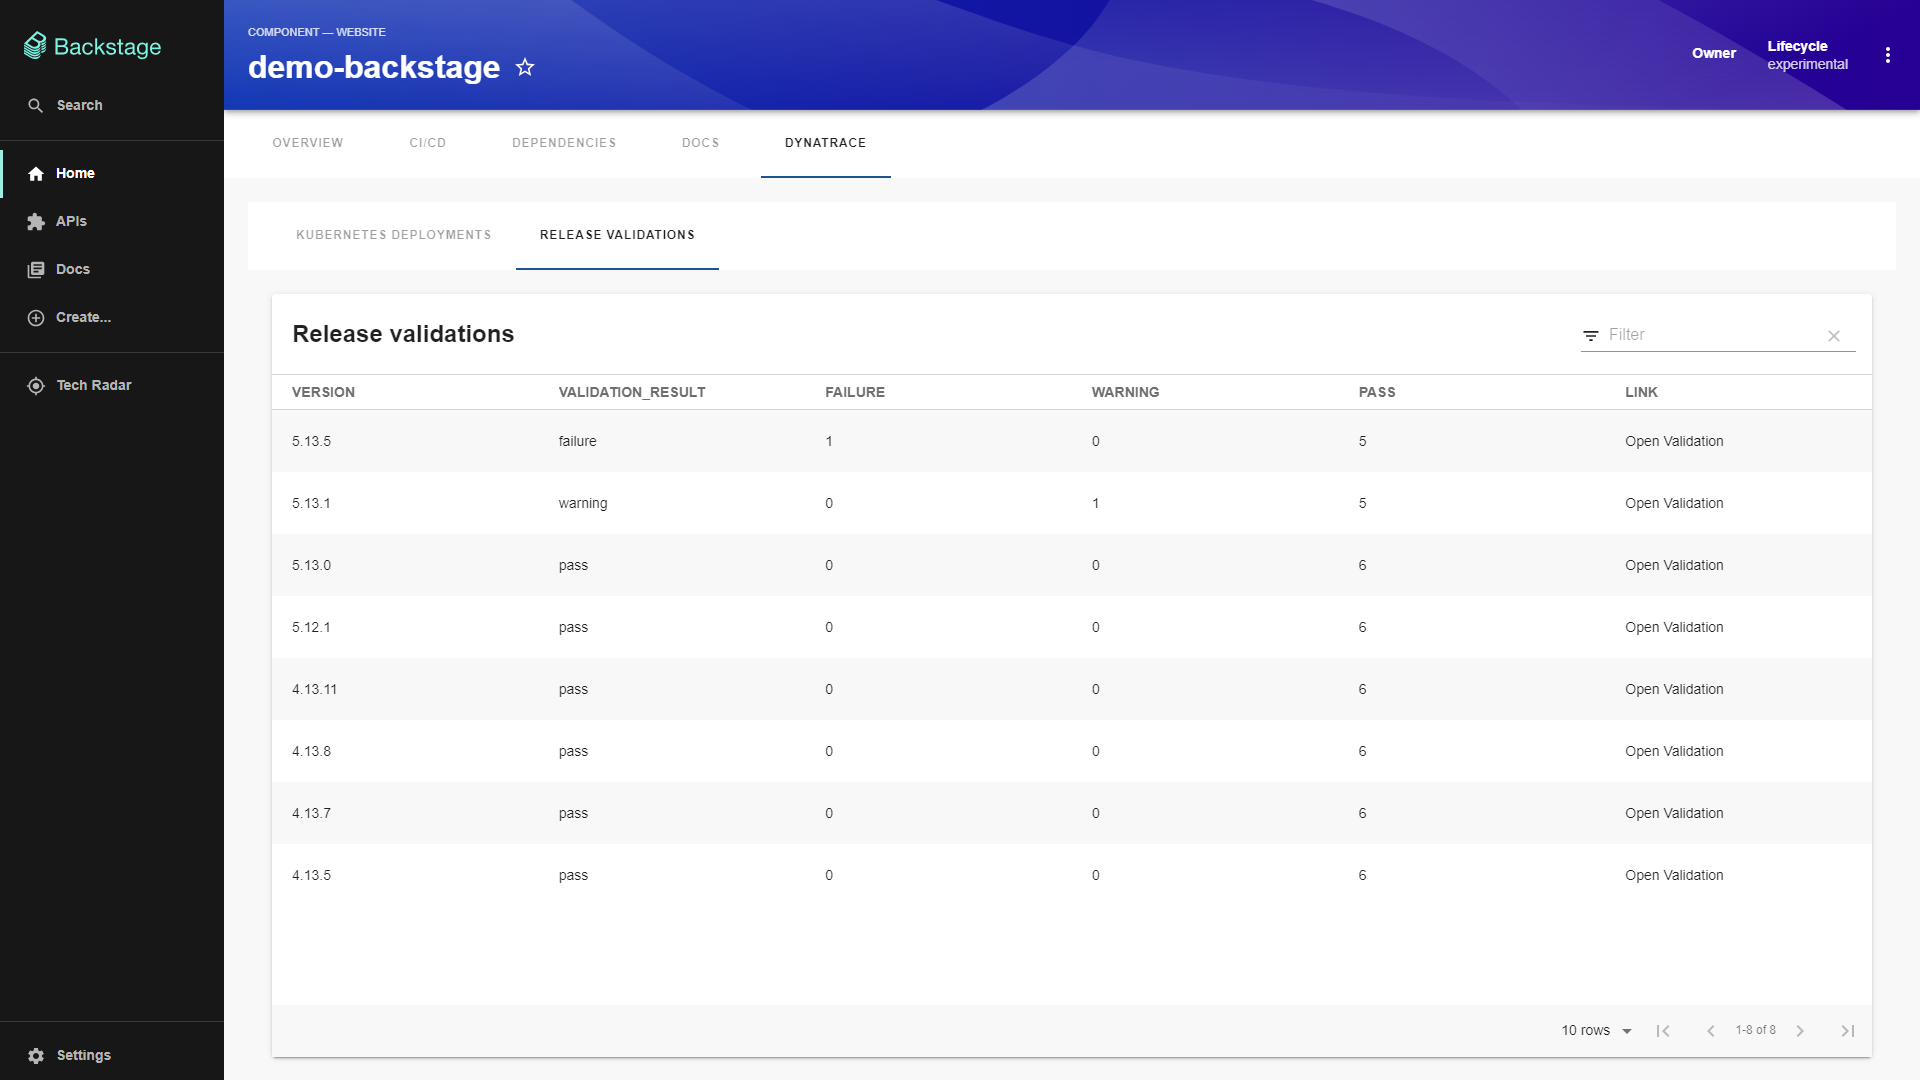 Backstage
Search
Home
APIs
Docs
Create...
Tech Radar
Settings
COMPONENT — WEBSITE
demo-backstage
Owner
Lifecycle
experimental
OVERVIEW CI/CD DEPENDENCIES DOCS DYNATRACE
KUBERNETES DEPLOYMENTS RELEASE VALIDATIONS
Release validations
Filter
VERSION VALIDATION_RESULT FAILURE WARNING PASS LINK
5.13.5 failure 1 0 5 Open Validation
5.13.1 warning 0 1 5 Open Validation
5.13.0 pass 0 0 6 Open Validation
5.12.1 pass 0 0 6 Open Validation
4.13.11 pass 0 0 6 Open Validation
4.13.8 pass 0 0 6 Open Validation
4.13.7 pass 0 0 6 Open Validation
4.13.5 pass 0 0 6 Open Validation
10 rows 1-8 of 8